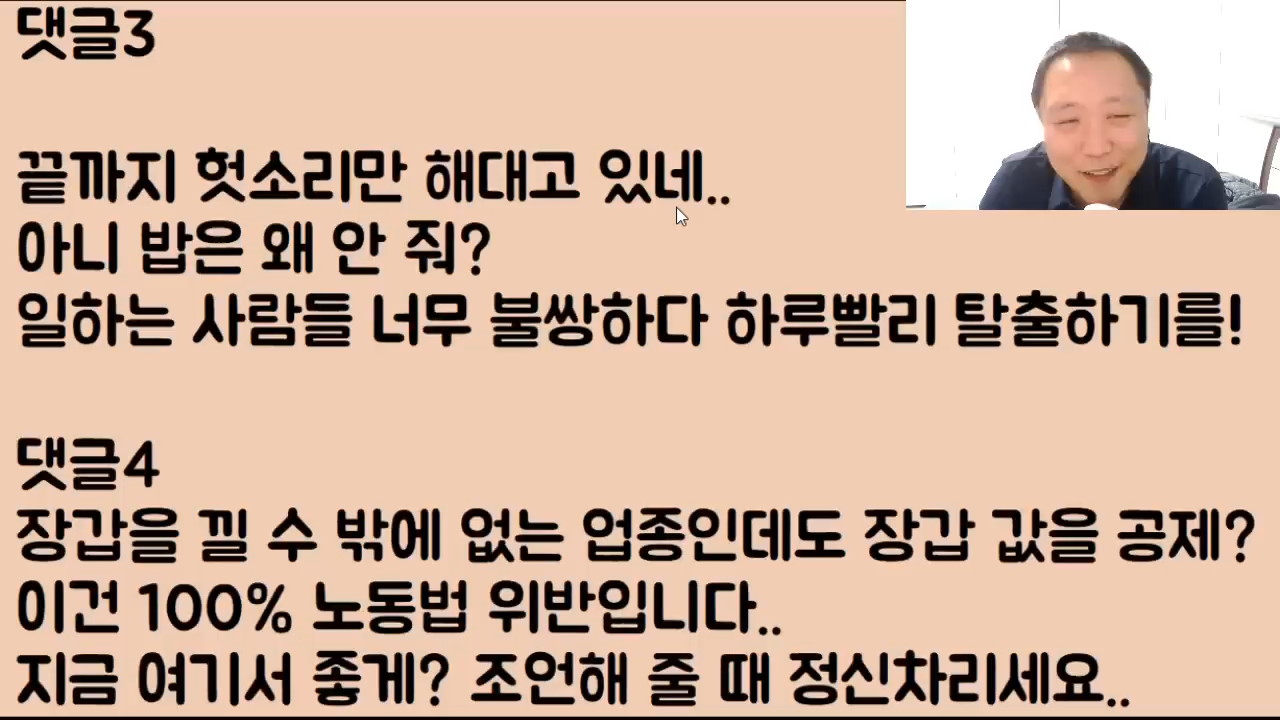 댓글3
끝까지 헛소리만 해대고 있네..
아니 밥은 왜 안 줘?
일하는 사람들 너무 불쌍하다 하루빨리 탈출하기를!
댓글4
장갑을 낄 수 밖에 없는 업종인데도 장갑 값을 공제?
이건 100% 노동법 위반입니다..
지금 여기서 좋게? 조언해 줄 때 정신차리세요..